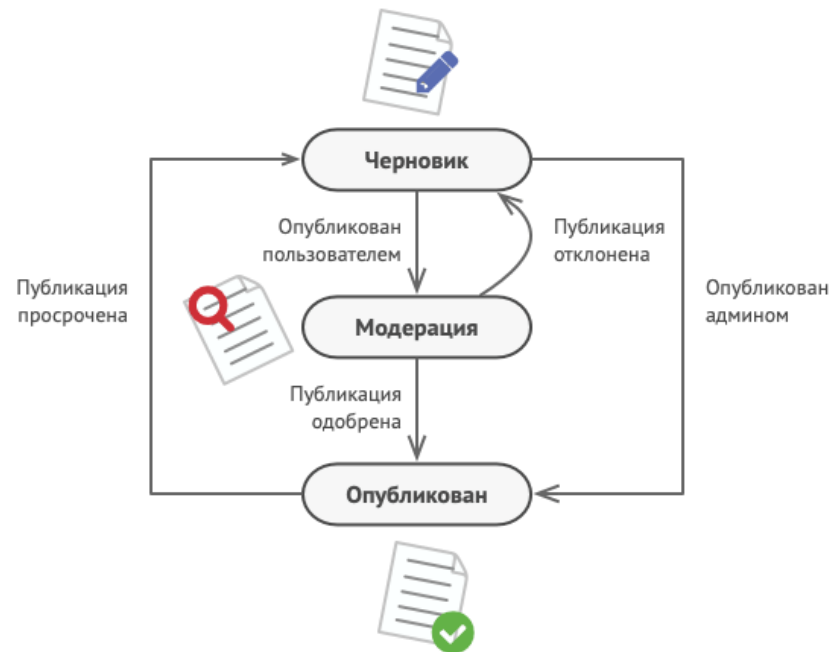 Черновик
Опубликован
пользователем
Публикация
отклонена
Публикация
просрочена
Опубликован
админом
Модерация
Публикация
одобрена
Опубликован